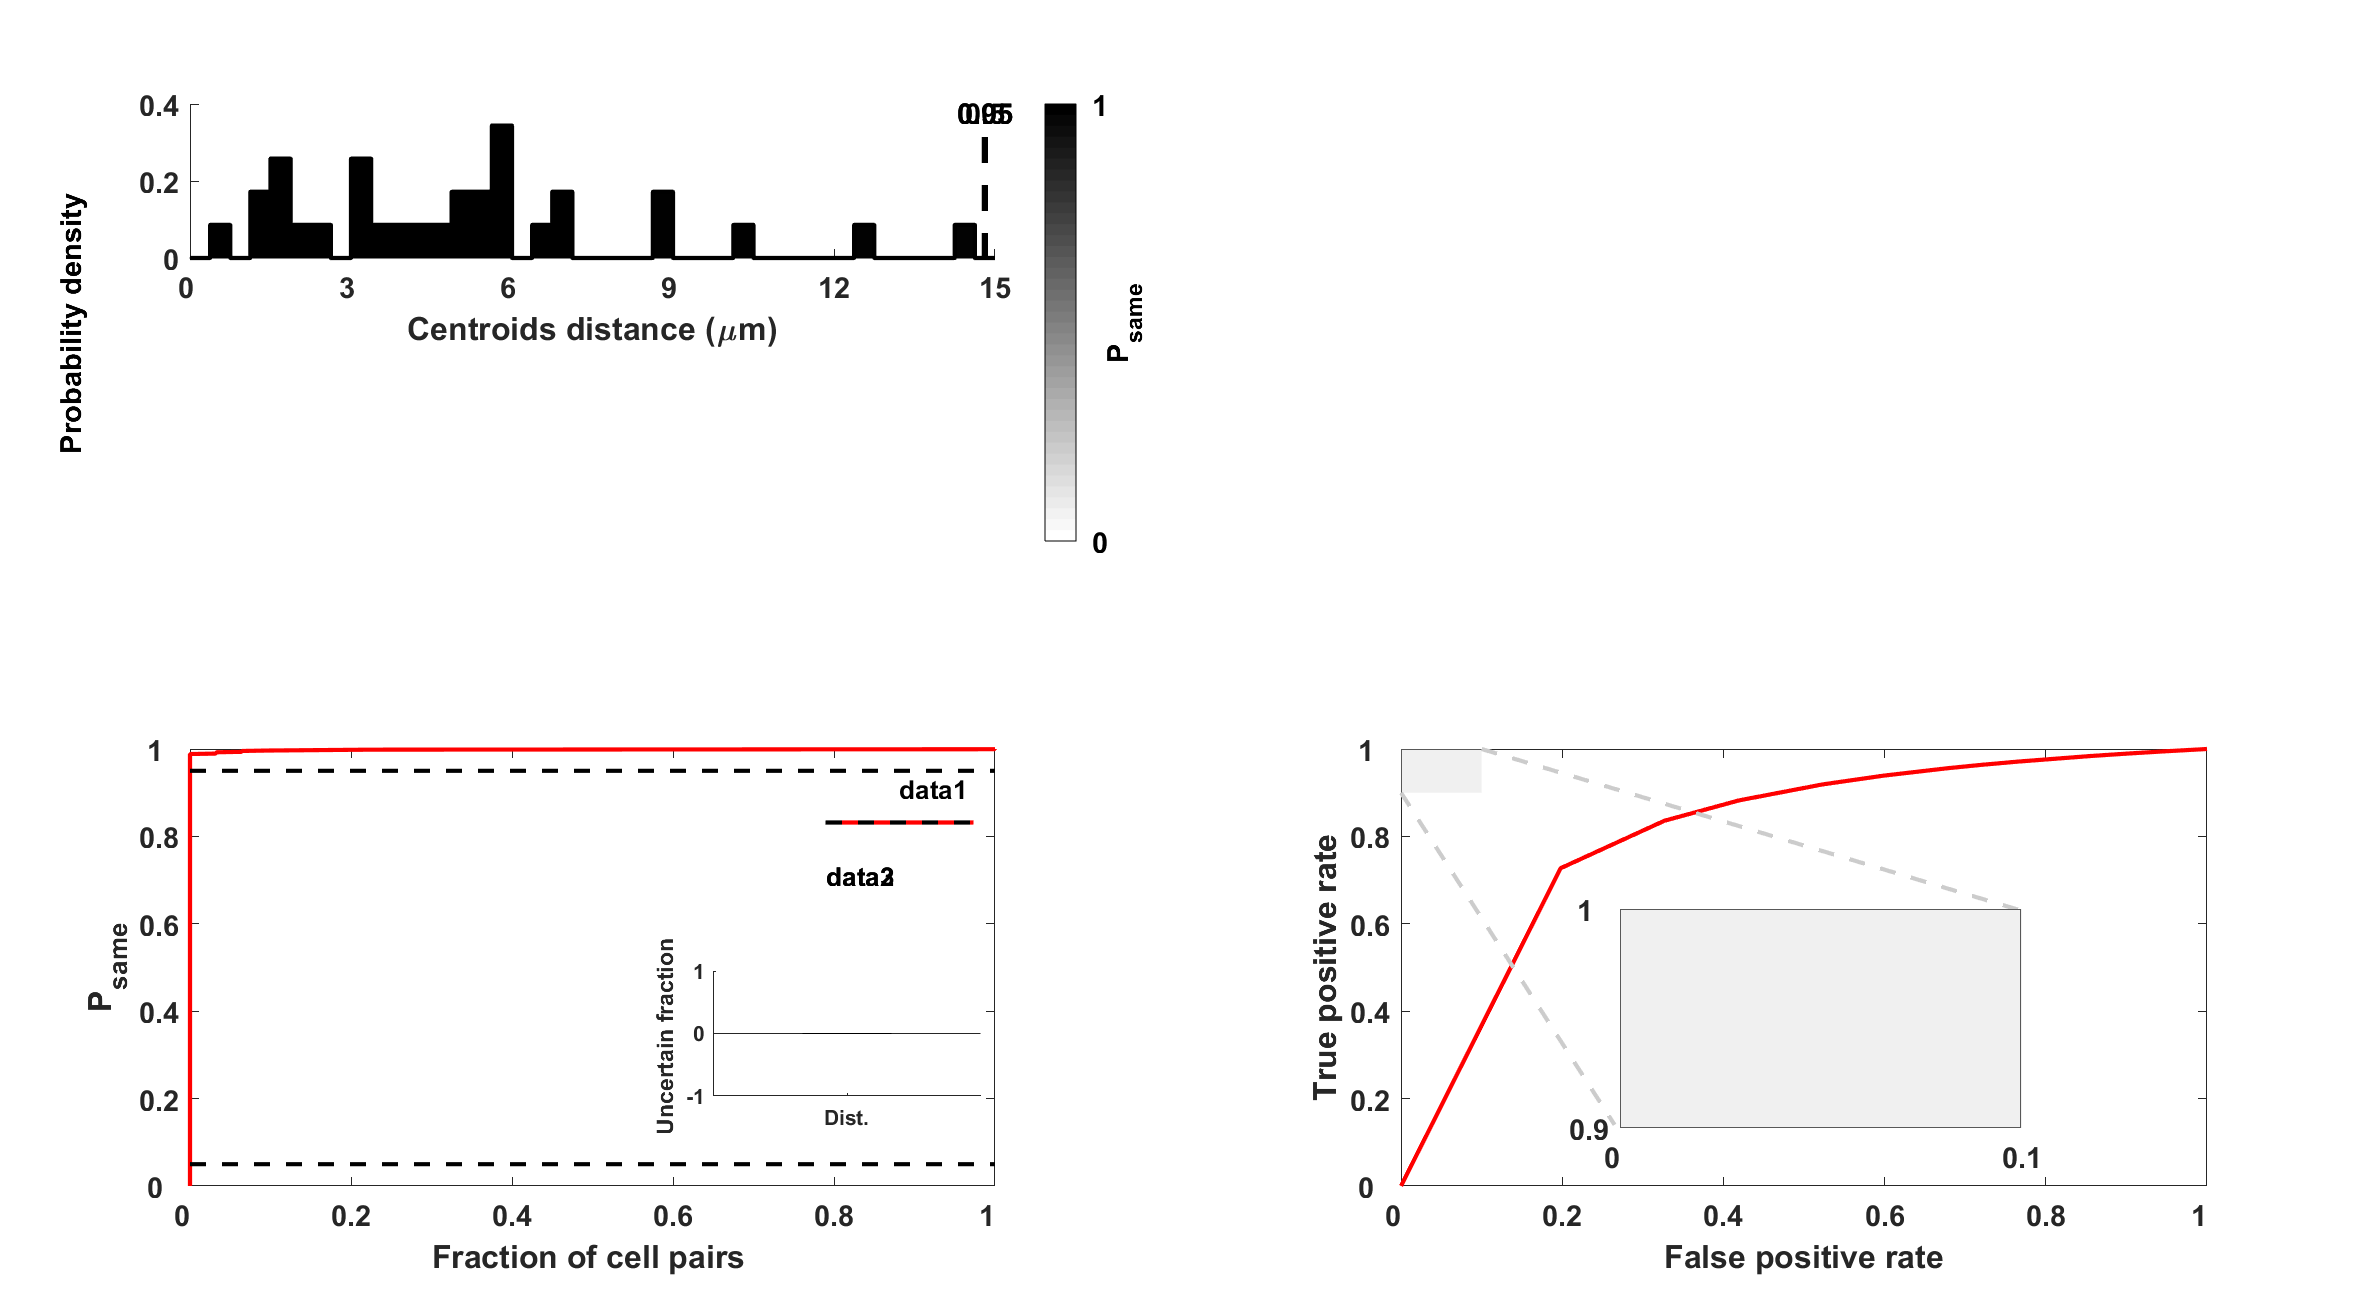 0.4
0.2
0
Probability density
0 3 6 9 12 15
Centroids distance (μm)
1
0
P same
1
0.8
0.6
0.4
0.2
0
P same
data1
Uncertain fraction
1
0
-1
Dist.
0 0.2 0.4 0.6 0.8 1
Fraction of cell pairs
1
0.8
0.6
0.4
0.2
0
True positive rate
1
0.9
0 0.1
0 0.2 0.4 0.6 0.8 1
False positive rate